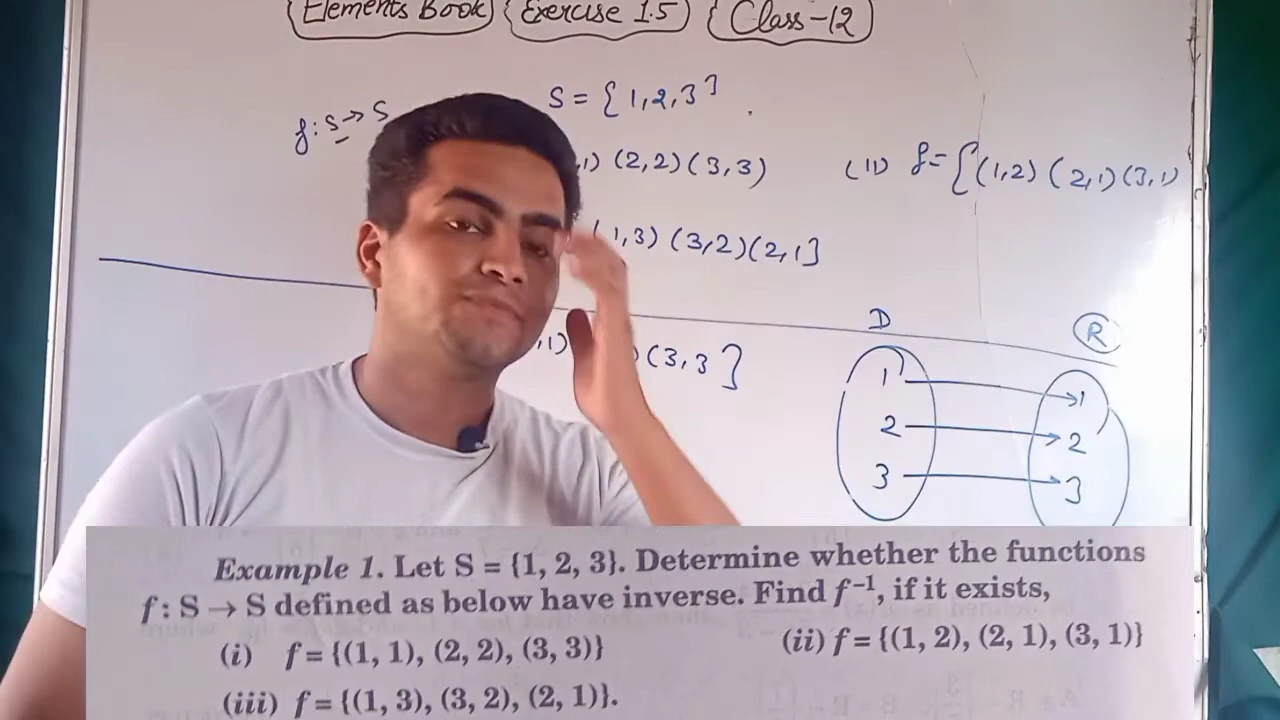 Elements Book Exercise 1.5 Class-12
f: S → S S = {1,2,3}
,1) (2,2) (3,3) (ii) f= {(1,2) (2,1) (3,1)
(1,3) (3,2) (2,1]
,1) ) (3,3]
D R
1 1
2 2
3 3
Example 1. Let S = {1, 2, 3}. Determine whether the functions
f : S → S defined as below have inverse. Find f⁻¹, if it exists,
(i) f = {(1, 1), (2, 2), (3, 3)} (ii) f = {(1, 2), (2, 1), (3, 1)}
(iii) f = {(1, 3), (3, 2), (2, 1)}.